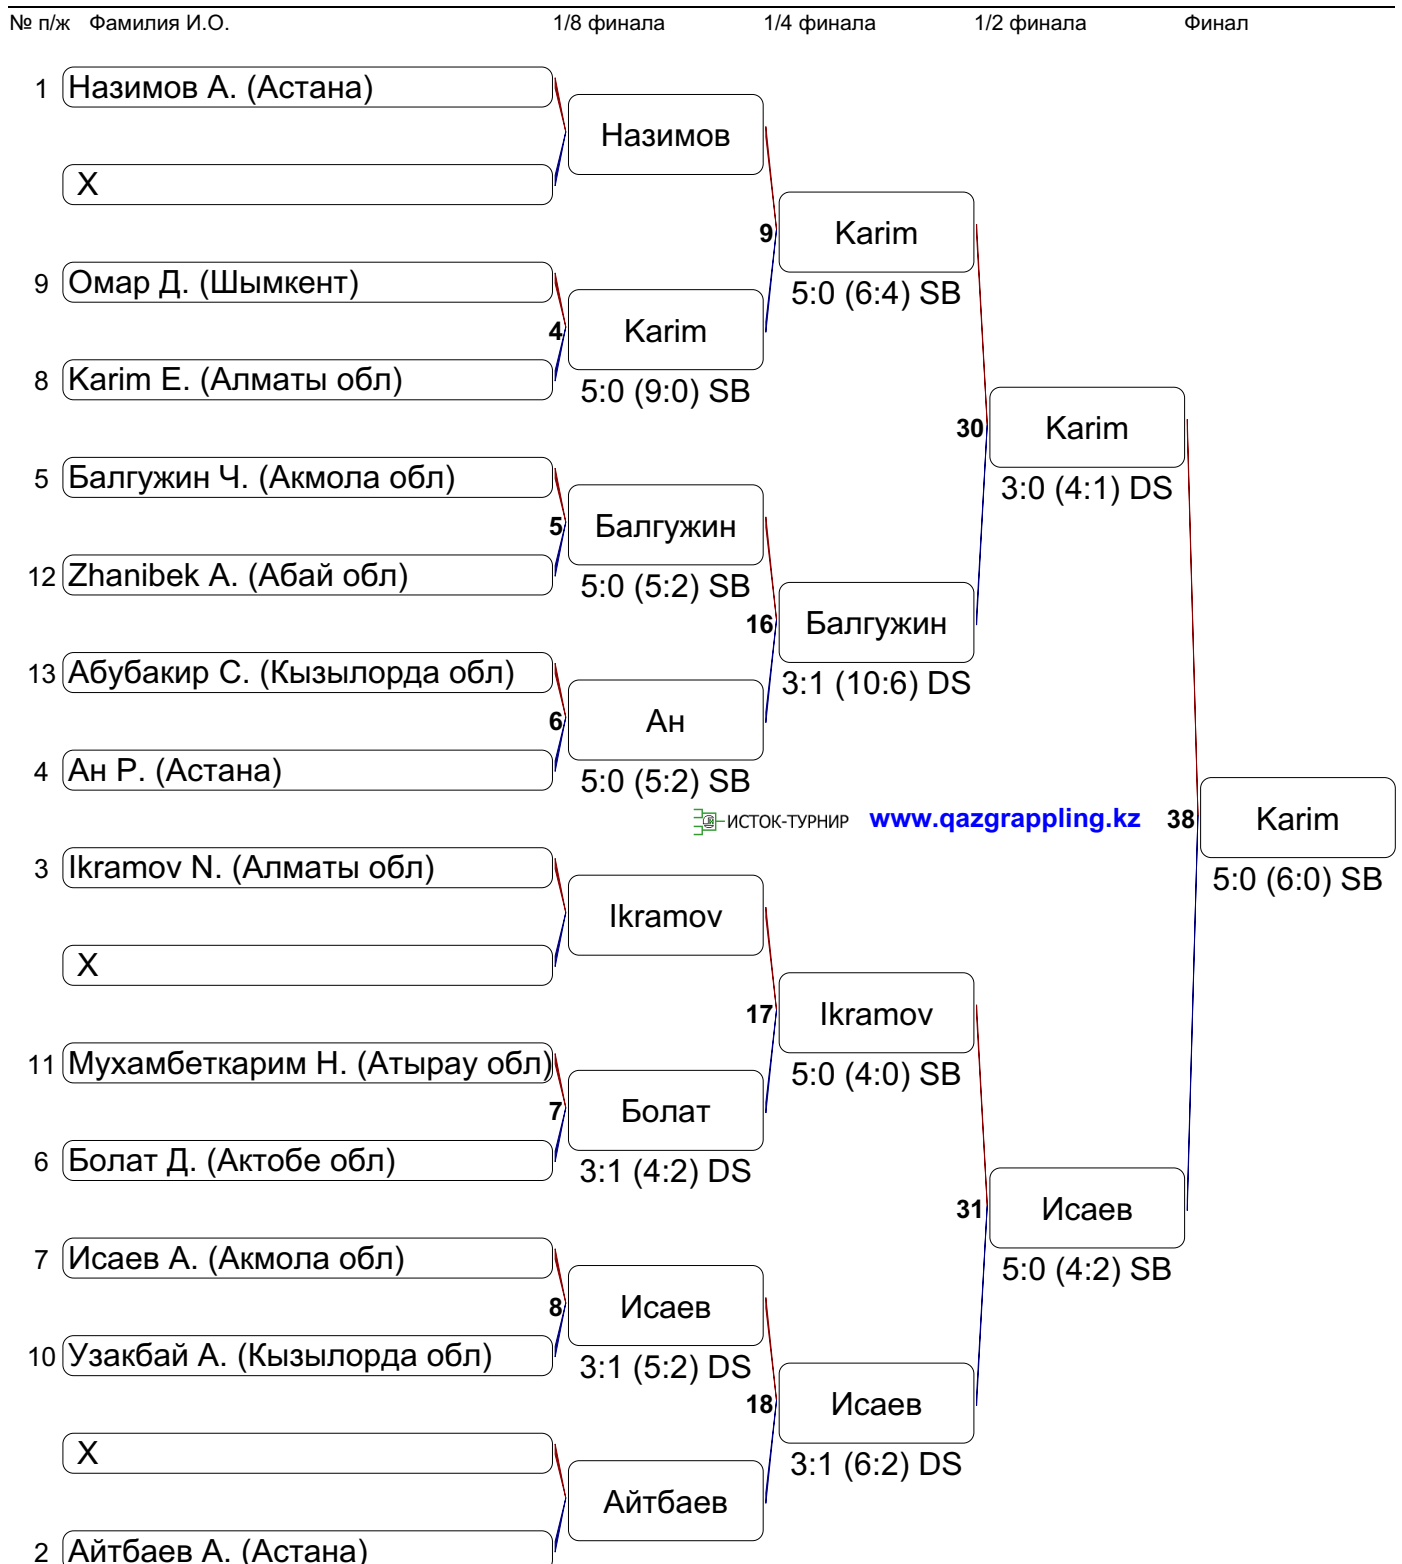 № п/ж Фамилия И.О. 1/8 финала 1/4 финала 1/2 финала Финал
1 Назимов А. (Астана)
Назимов
X
9 Karim
9 Омар Д. (Шымкент)
5:0 (6:4) SB
4 Karim
8 Karim E. (Алматы обл)
5:0 (9:0) SB
30 Karim
5 Балгужин Ч. (Акмола обл)
3:0 (4:1) DS
5 Балгужин
12 Zhanibek A. (Абай обл)
5:0 (5:2) SB
16 Балгужин
13 Абубакир С. (Кызылорда обл)
3:1 (10:6) DS
6 Ан
4 Ан Р. (Астана)
5:0 (5:2) SB
ИСТОК-ТУРНИР www.qazgrappling.kz 38 Karim
3 Ikramov N. (Алматы обл)
5:0 (6:0) SB
Ikramov
X
17 Ikramov
11 Мухамбеткарим Н. (Атырау обл)
5:0 (4:0) SB
7 Болат
6 Болат Д. (Актобе обл)
3:1 (4:2) DS
31 Исаев
7 Исаев А. (Акмола обл)
5:0 (4:2) SB
8 Исаев
10 Узакбай А. (Кызылорда обл)
3:1 (5:2) DS
18 Исаев
X
3:1 (6:2) DS
Айтбаев
2 Айтбаев А. (Астана)